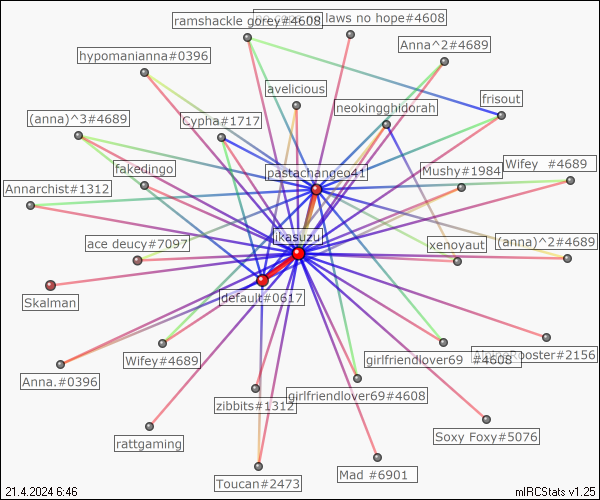 ramshackle gorey#4608
laws no hope#4608
Anna^2#4689
hypomanianna#0396
avelicious
neokingghidorah
frisout
(anna)^3#4689
Cypha#1717
fakedingo
pastachangeo41
Mushy#1984
Wifey #4689
Annarchist#1312
ikasuzu
ace deucy#7097
xenoyaut
(anna)^2#4689
Skalman
default#0617
Wifey#4689
girlfriendlover69 #4608
Rooster#2156
Anna.#0396
zibbits#1312
girlfriendlover69#4608
rattgaming
Soxy Foxy#5076
Toucan#2473
Mad #6901
21.4.2024 6:46
mIRCStats v1.25